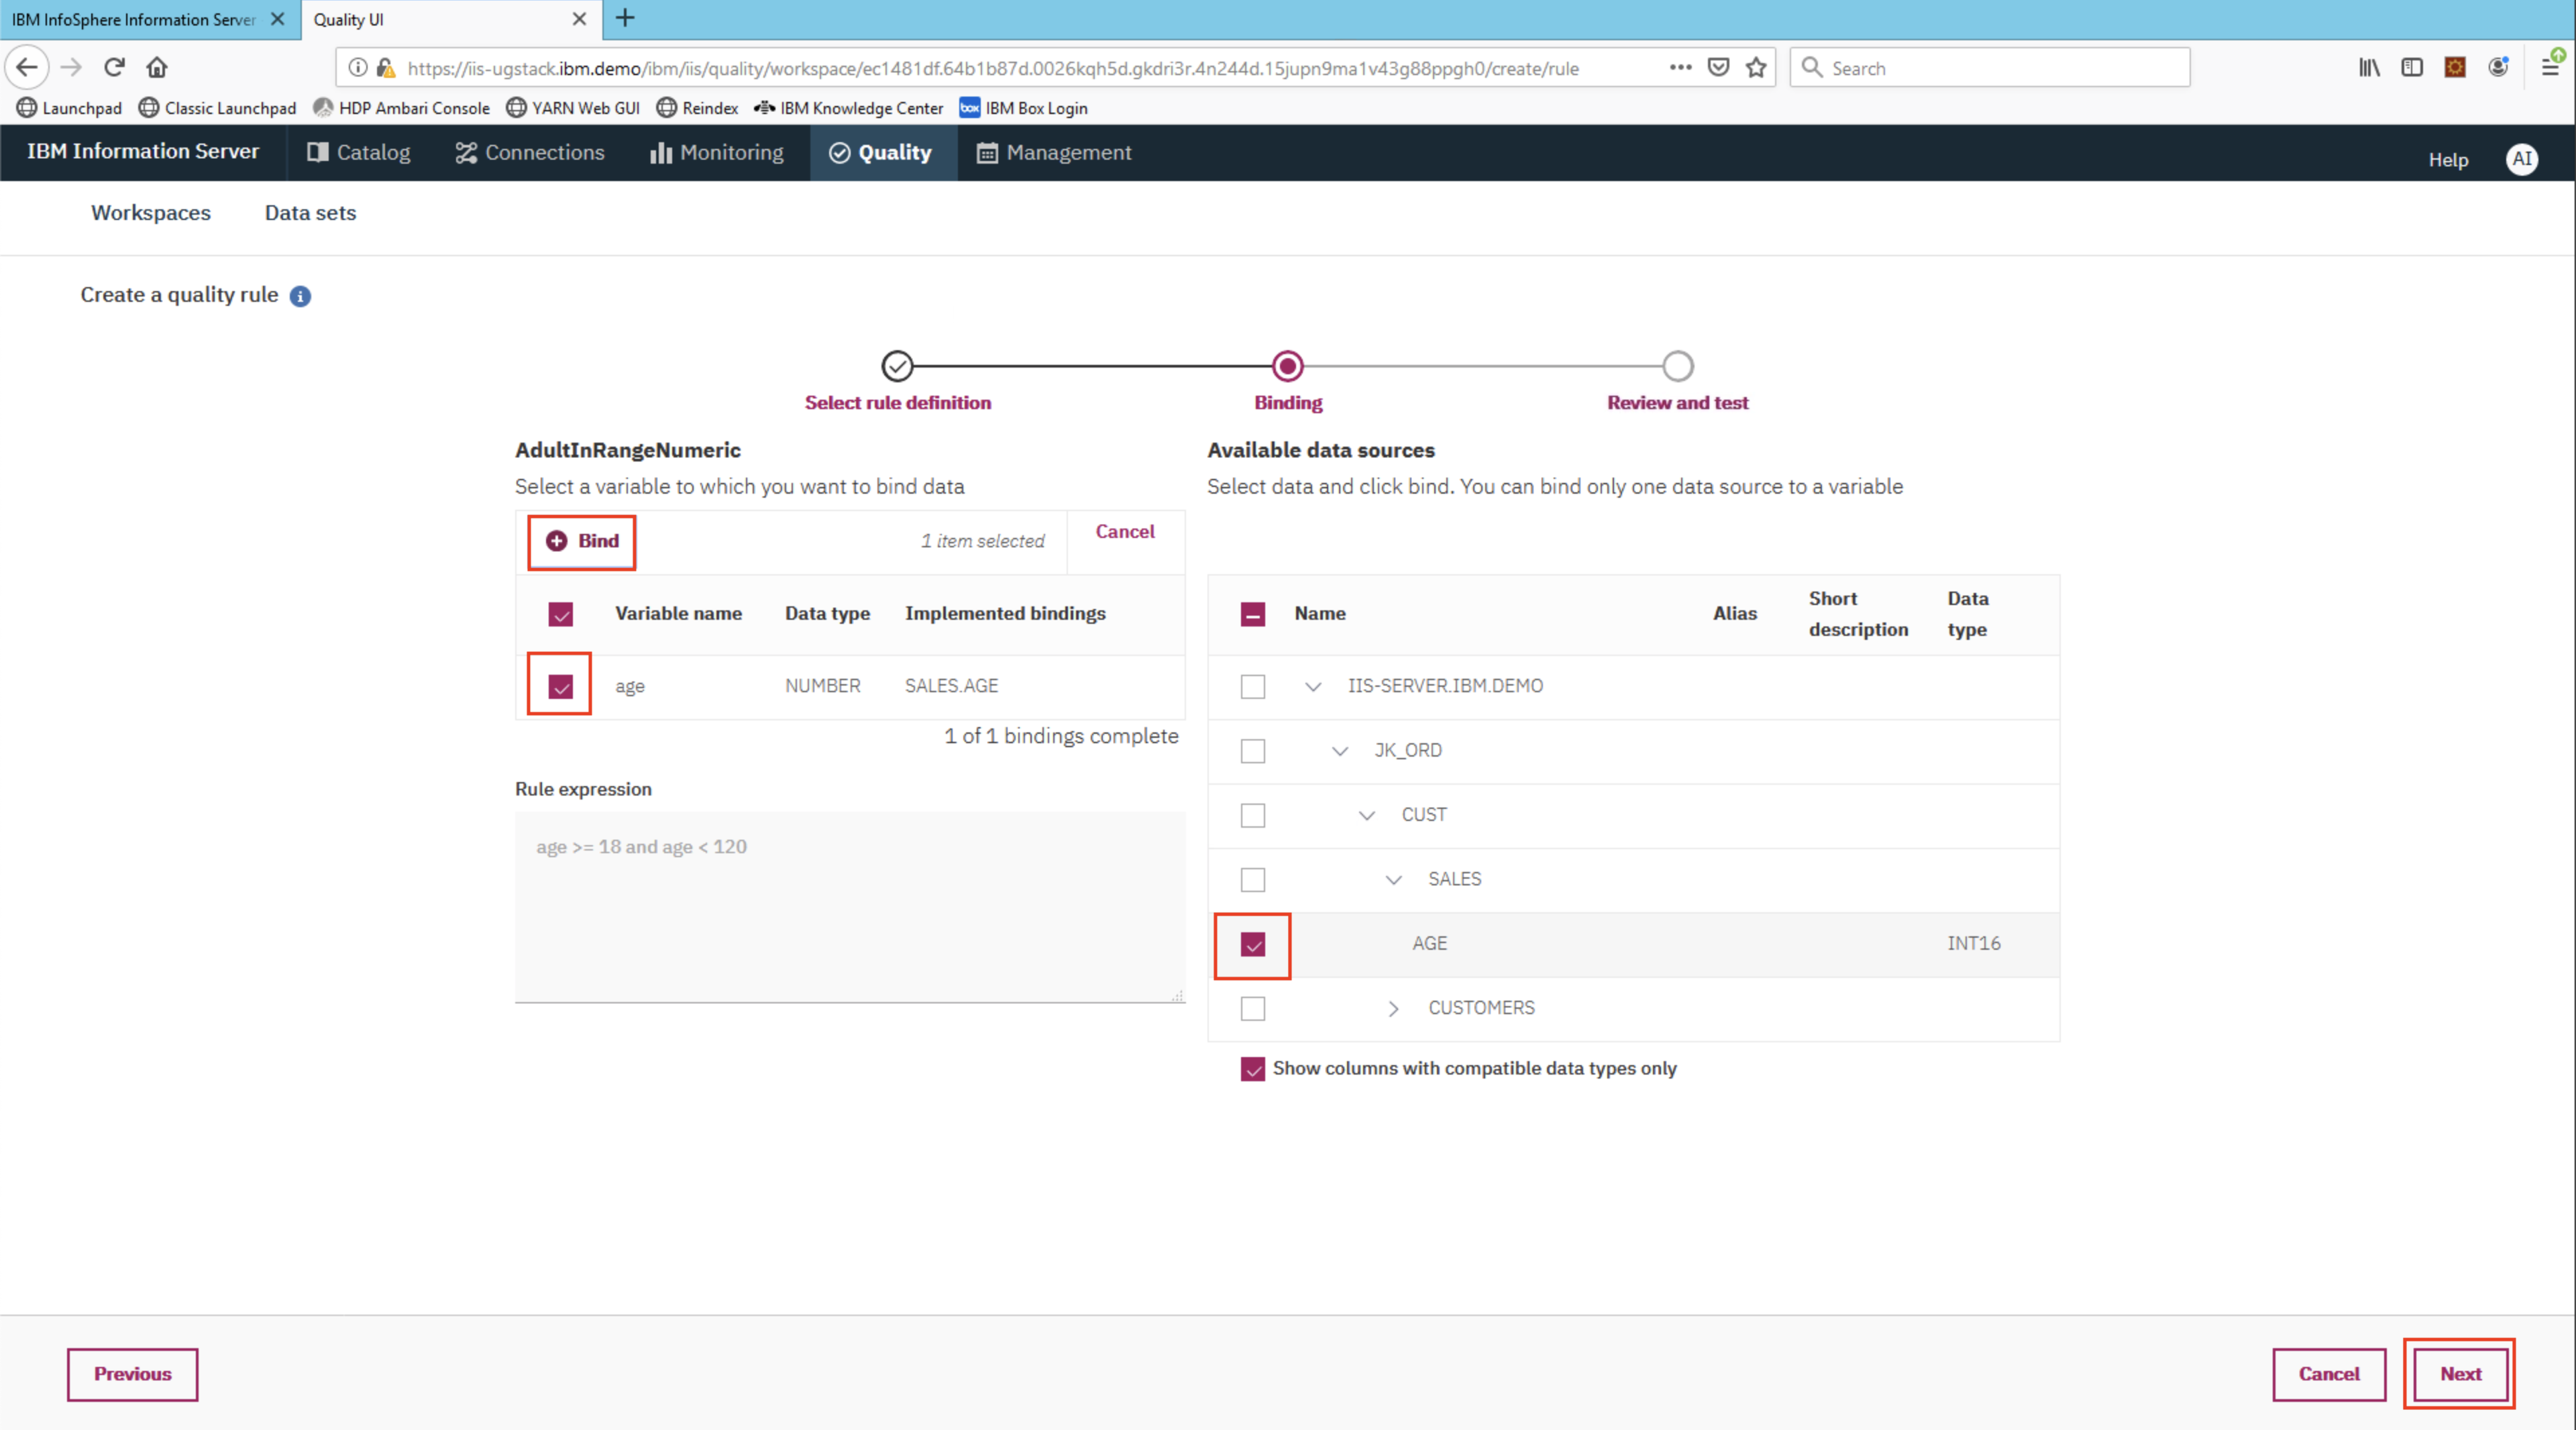 IBM InfoSphere Information Server
Quality UI
https://iis-ugstack.ibm.demo/ibm/iis/quality/workspace/ec1481df.64b1b87d.0026kqh5d.gkdri3r.4n244d.15jupn9ma1v43g88ppgh0/create/rule
Search
Launchpad Classic Launchpad HDP Ambari Console YARN Web GUI Reindex IBM Knowledge Center box IBM Box Login
IBM Information Server Catalog Connections Monitoring Quality Management Help AI
Workspaces Data sets
Create a quality rule
Select rule definition Binding Review and test
AdultInRangeNumeric
Select a variable to which you want to bind data
Bind 1 item selected Cancel
Variable name Data type Implemented bindings
age NUMBER SALES.AGE
1 of 1 bindings complete
Rule expression
age >= 18 and age < 120
Available data sources
Select data and click bind. You can bind only one data source to a variable
Name Alias Short description Data type
IIS-SERVER.IBM.DEMO
JK_ORD
CUST
SALES
AGE INT16
CUSTOMERS
Show columns with compatible data types only
Previous Cancel Next